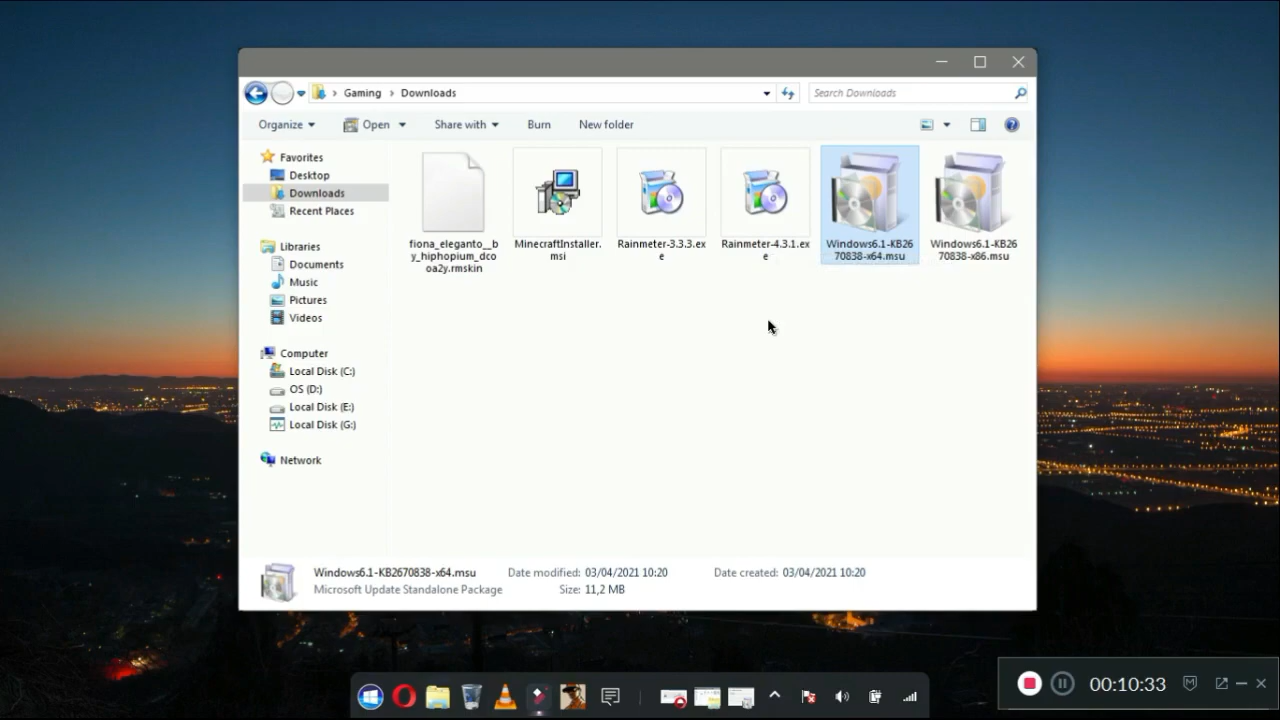 Gaming
Downloads
Search Downloads
Organize
Open
Share with
Burn
New folder
Favorites
Desktop
Downloads
Recent Places
Libraries
Documents
Music
Pictures
Videos
Computer
Local Disk (C:)
OS (D:)
Local Disk (E:)
Local Disk (G:)
Network
fiona_eleganto__b
y_hiphopium_dco
oa2y.rmskin
MinecraftInstaller.
msi
Rainmeter-3.3.3.ex
e
Rainmeter-4.3.1.ex
e
Windows6.1-KB26
70838-x64.msu
Windows6.1-KB26
70838-x86.msu
Windows6.1-KB2670838-x64.msu
Date modified: 03/04/2021 10:20
Date created: 03/04/2021 10:20
Microsoft Update Standalone Package
Size: 11,2 MB
00:10:33